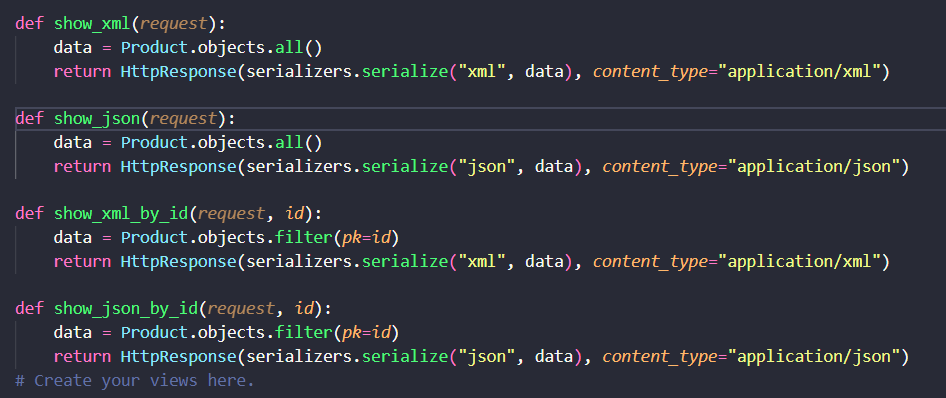 def show_xml(request):
    data = Product.objects.all()
    return HttpResponse(serializers.serialize("xml", data), content_type="application/xml")
def show_json(request):
    data = Product.objects.all()
    return HttpResponse(serializers.serialize("json", data), content_type="application/json")
def show_xml_by_id(request, id):
    data = Product.objects.filter(pk=id)
    return HttpResponse(serializers.serialize("xml", data), content_type="application/xml")
def show_json_by_id(request, id):
    data = Product.objects.filter(pk=id)
    return HttpResponse(serializers.serialize("json", data), content_type="application/json")
# Create your views here.